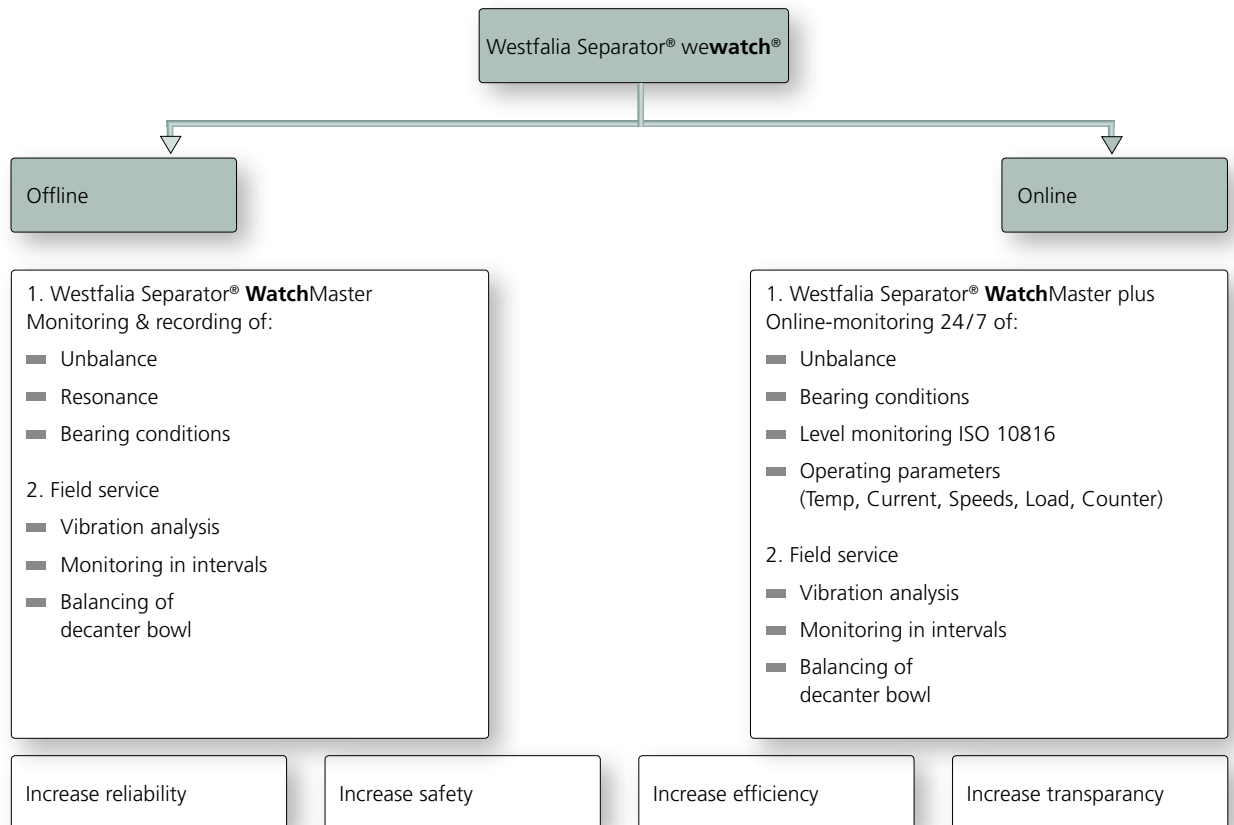 Westfalia Separator® wewatch®
Offline
Online
1. Westfalia Separator® WatchMaster
Monitoring & recording of:
Unbalance
Resonance
Bearing conditions
2. Field service
Vibration analysis
Monitoring in intervals
Balancing of
decanter bowl
1. Westfalia Separator® WatchMaster plus
Online-monitoring 24/7 of:
Unbalance
Bearing conditions
Level monitoring ISO 10816
Operating parameters
(Temp, Current, Speeds, Load, Counter)
2. Field service
Vibration analysis
Monitoring in intervals
Balancing of
decanter bowl
Increase reliability
Increase safety
Increase efficiency
Increase transparancy